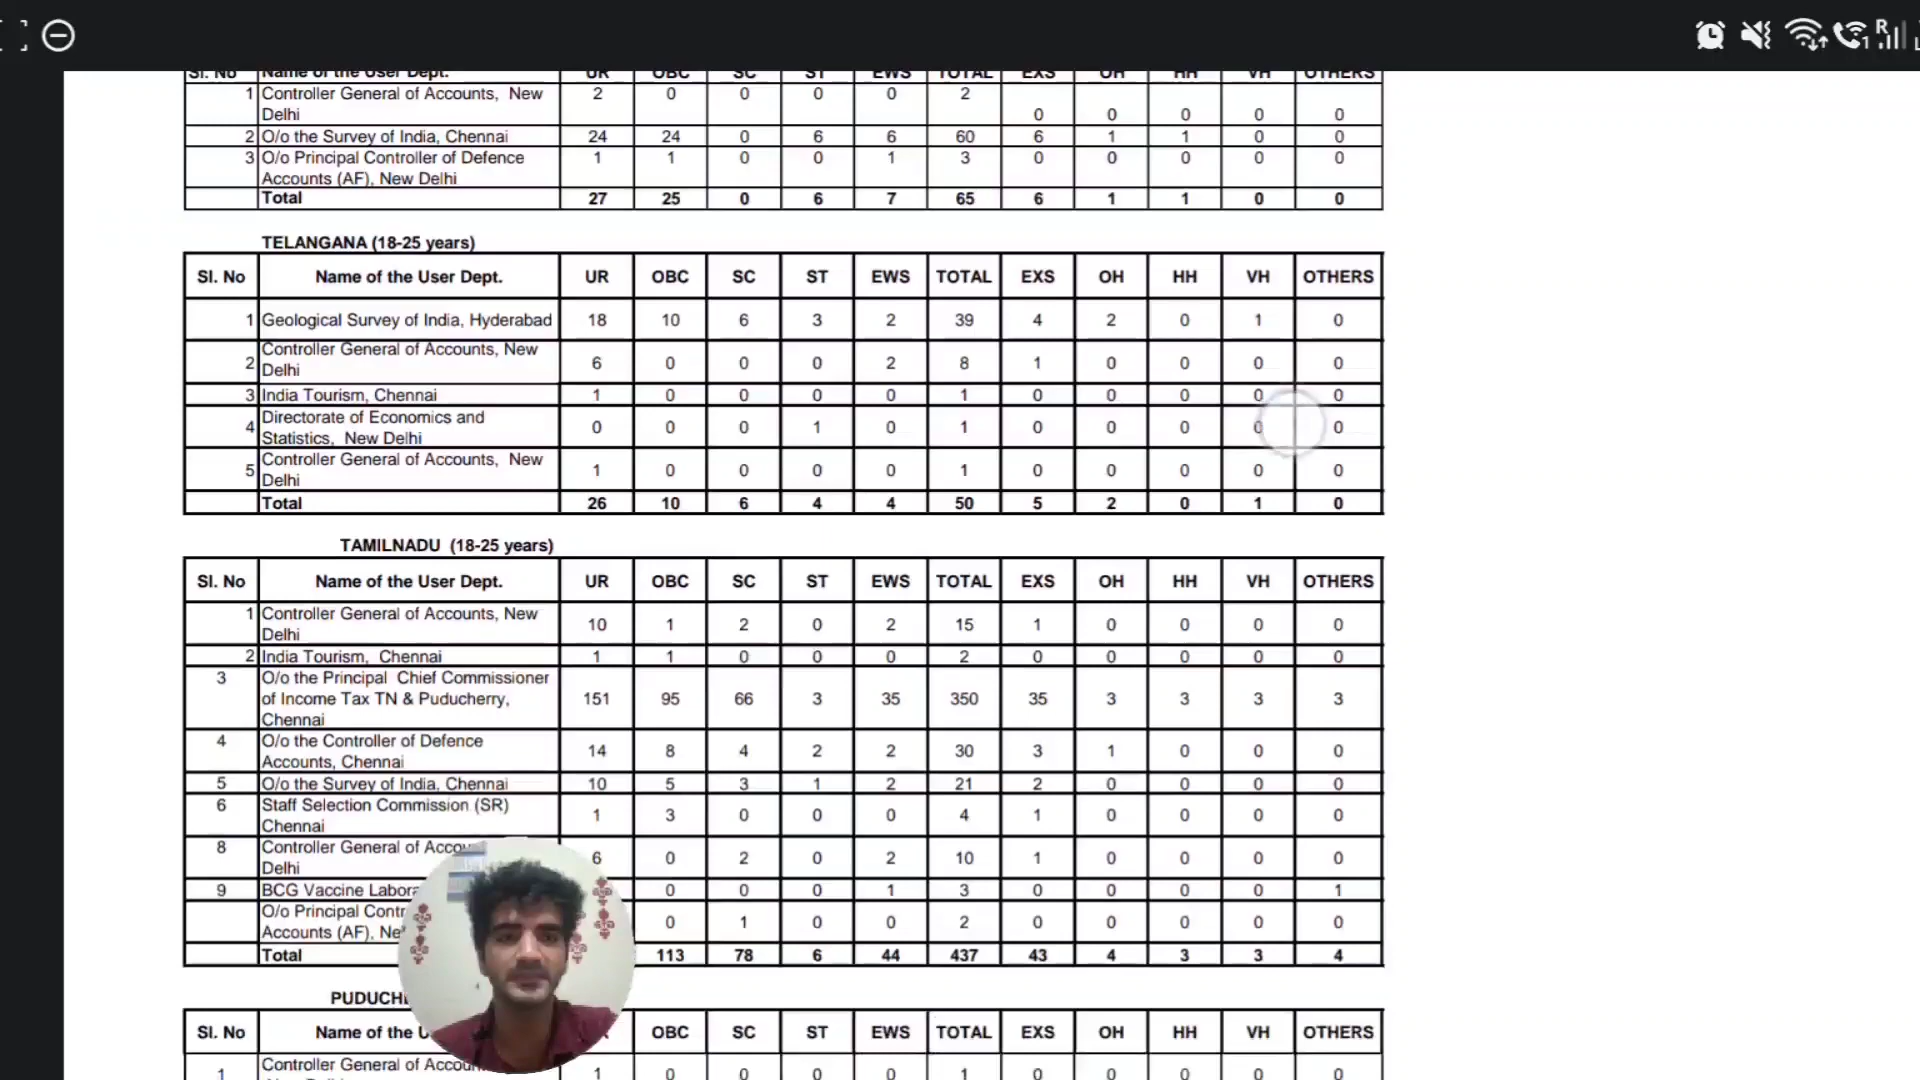 1 R
Sl. No Name of the User Dept. UR OBC SC ST EWS TOTAL EXS OH HH VH OTHERS
1 Controller General of Accounts, New 2 0 0 0 0 2
Delhi 0 0 0 0 0
2 O/o the Survey of India, Chennai 24 24 0 6 6 60 6 1 1 0 0
3 O/o Principal Controller of Defence 1 1 0 0 1 3 0 0 0 0 0
Accounts (AF), New Delhi
Total 27 25 0 6 7 65 6 1 1 0 0
TELANGANA (18-25 years)
Sl. No Name of the User Dept. UR OBC SC ST EWS TOTAL EXS OH HH VH OTHERS
1 Geological Survey of India, Hyderabad 18 10 6 3 2 39 4 2 0 1 0
Controller General of Accounts, New
2 Delhi 6 0 0 0 2 8 1 0 0 0 0
3 India Tourism, Chennai 1 0 0 0 0 1 0 0 0 0 0
Directorate of Economics and
4 Statistics, New Delhi 0 0 0 1 0 1 0 0 0 0 0
Controller General of Accounts, New
5 Delhi 1 0 0 0 0 1 0 0 0 0 0
Total 26 10 6 4 4 50 5 2 0 1 0
TAMILNADU (18-25 years)
Sl. No Name of the User Dept. UR OBC SC ST EWS TOTAL EXS OH HH VH OTHERS
1 Controller General of Accounts, New
Delhi 10 1 2 0 2 15 1 0 0 0 0
2 India Tourism, Chennai 1 1 0 0 0 2 0 0 0 0 0
3 O/o the Principal Chief Commissioner
of Income Tax TN & Puducherry, 151 95 66 3 35 350 35 3 3 3 3
Chennai
4 O/o the Controller of Defence
Accounts, Chennai 14 8 4 2 2 30 3 1 0 0 0
5 O/o the Survey of India, Chennai 10 5 3 1 2 21 2 0 0 0 0
6 Staff Selection Commission (SR)
Chennai 1 3 0 0 0 4 1 0 0 0 0
8 Controller General of
Delhi 6 0 2 0 2 10 1 0 0 0 0
9 BCG Vaccine 0 0 0 1 3 0 0 0 0 1
O/o Principal
Accounts (AF), 0 1 0 0 2 0 0 0 0 0
Total 113 78 6 44 437 43 4 3 3 4
Sl. No Name of the OBC SC ST EWS TOTAL EXS OH HH VH OTHERS
Controller General of
1 1 0 0 0 0 1 0 0 0 0 0